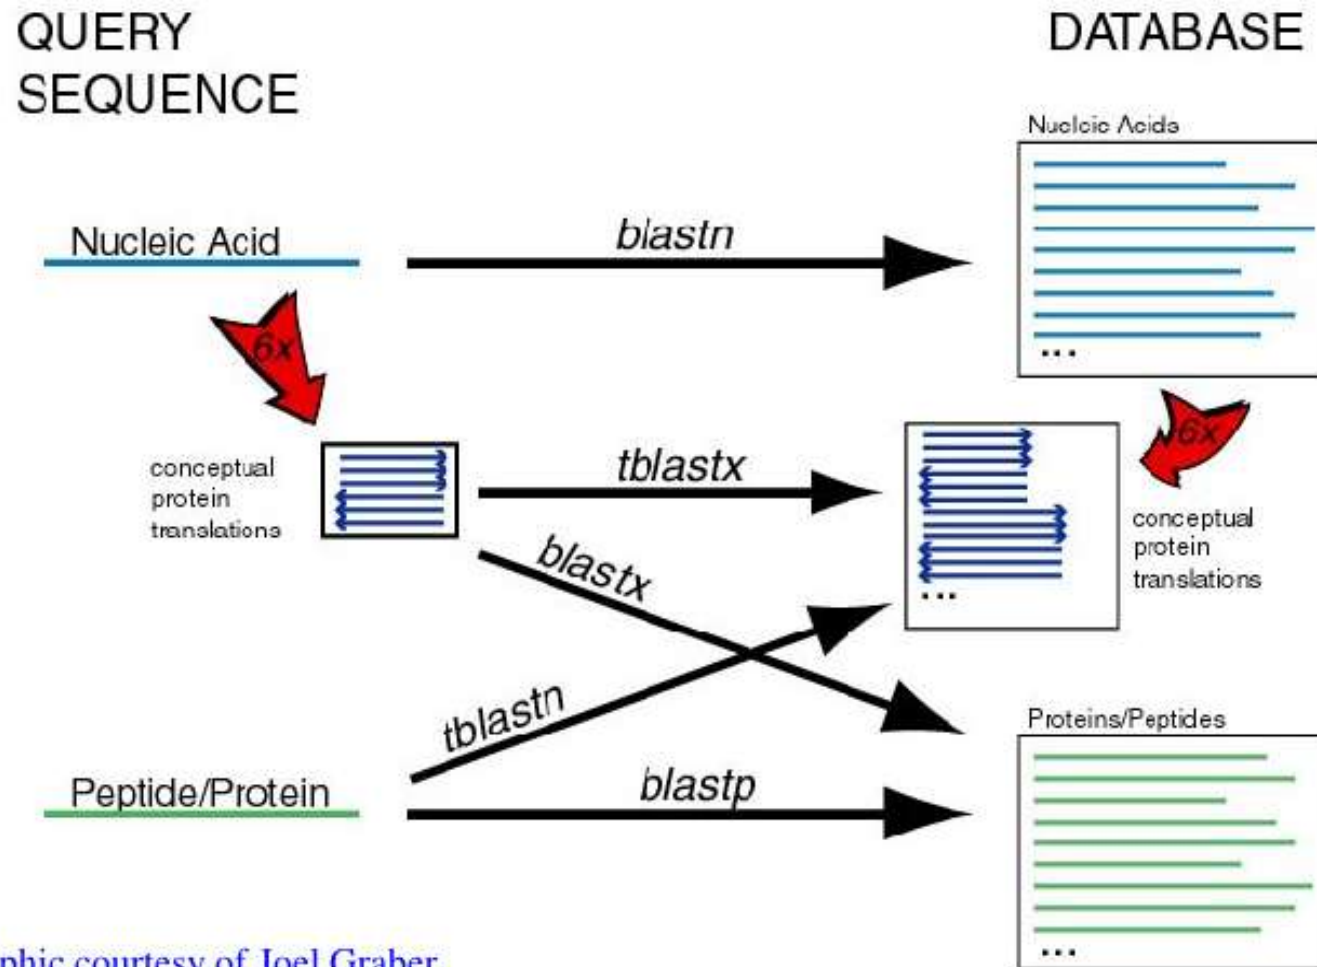 QUERY
SEQUENCE
DATABASE
Nucleic Acids
Nucleic Acid
blastn
...
6x
6x
conceptual
protein
translations
tblastx
conceptual
protein
translations
blastx
...
tblastn
Proteins/Peptides
Peptide/Protein
blastp
...
phic courtesy of Joel Graber